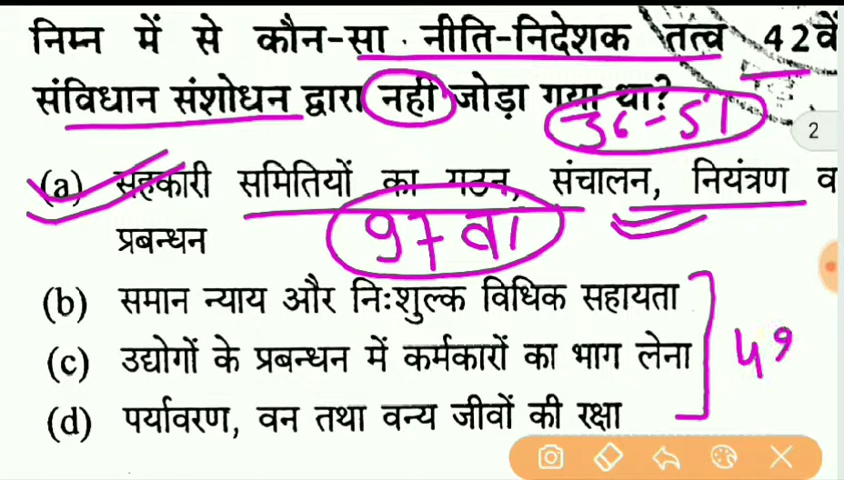 निम्न में से कौन-सा नीति-निदेशक तत्व 42वें
संविधान संशोधन द्वारा नहीं जोड़ा गया था?
36-51
2
(a) सहकारी समितियों का गठन, संचालन, नियंत्रण व
प्रबन्धन
97वा
(b) समान न्याय और निःशुल्क विधिक सहायता
(c) उद्योगों के प्रबन्धन में कर्मकारों का भाग लेना
(d) पर्यावरण, वन तथा वन्य जीवों की रक्षा